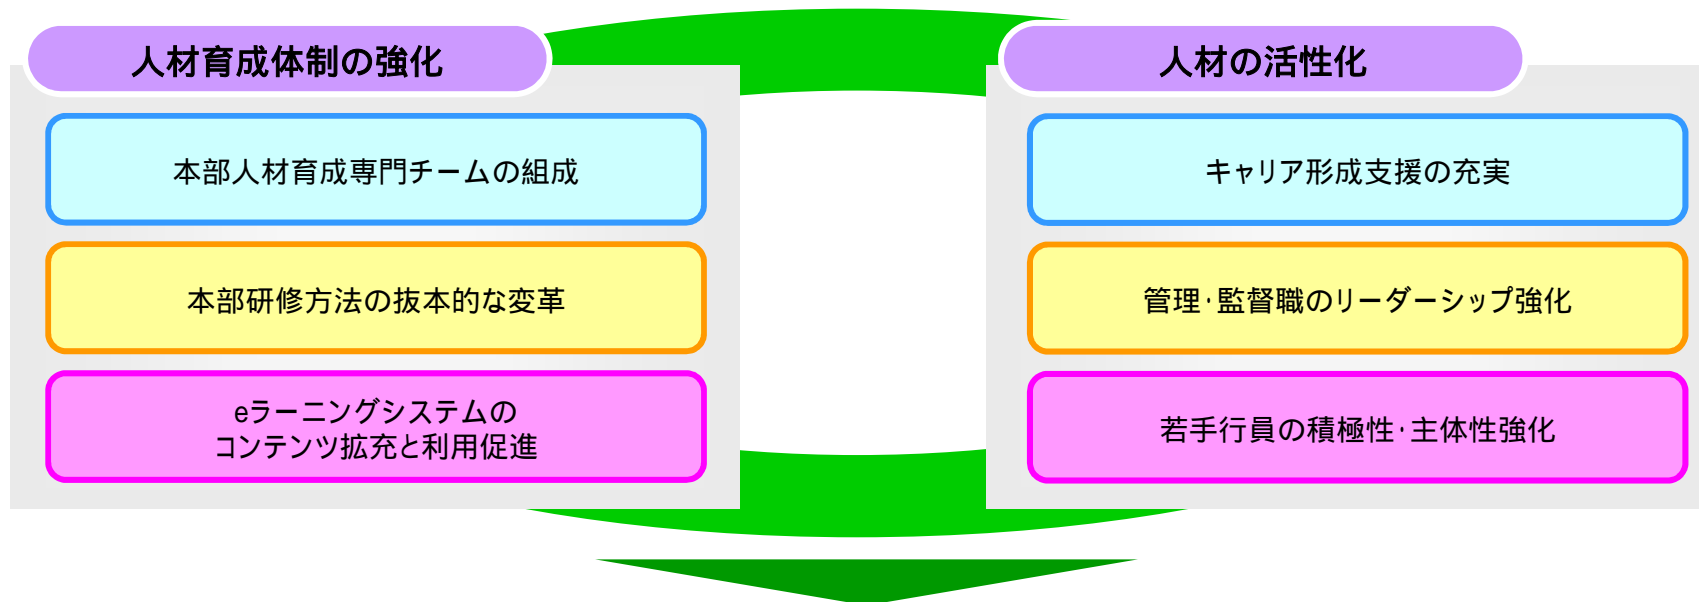 人材育成体制の強化
本部人材育成専門チームの組成
本部研修方法の抜本的な変革
eラーニングシステムの
コンテンツ拡充と利用促進
人材の活性化
キャリア形成支援の充実
管理・監督職のリーダーシップ強化
若手行員の積極性・主体性強化